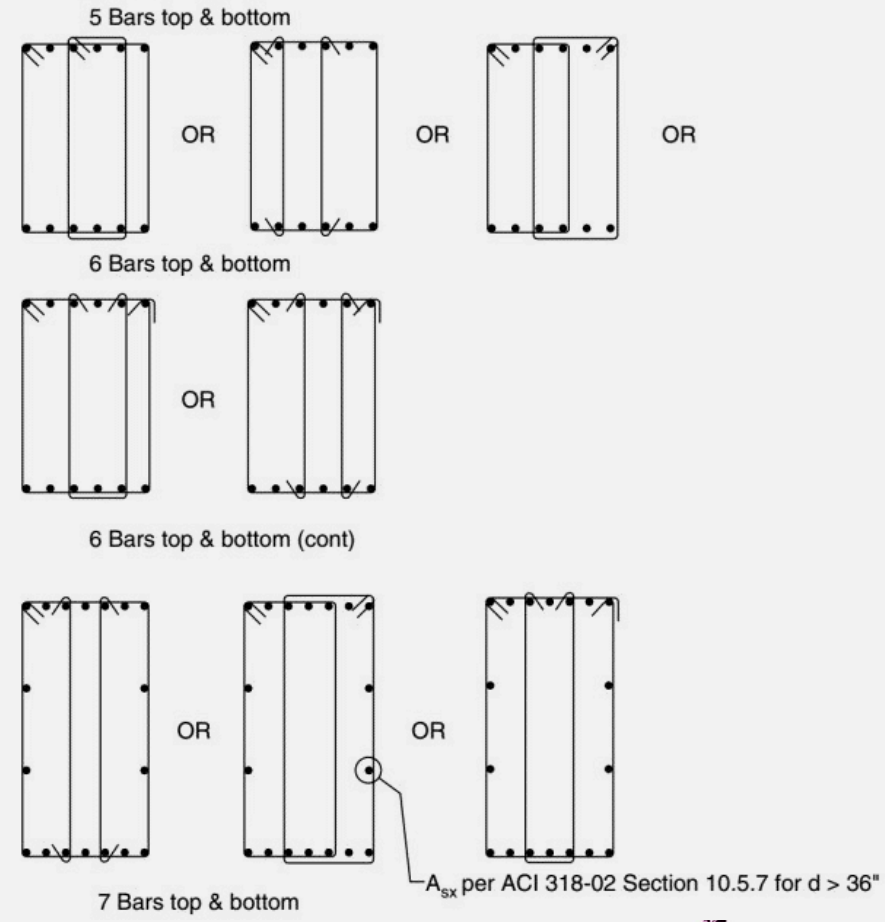 5 Bars top & bottom
OR
OR
OR
6 Bars top & bottom
OR
6 Bars top & bottom (cont)
OR
OR
Asx per ACI 318-02 Section 10.5.7 for d > 36"
7 Bars top & bottom